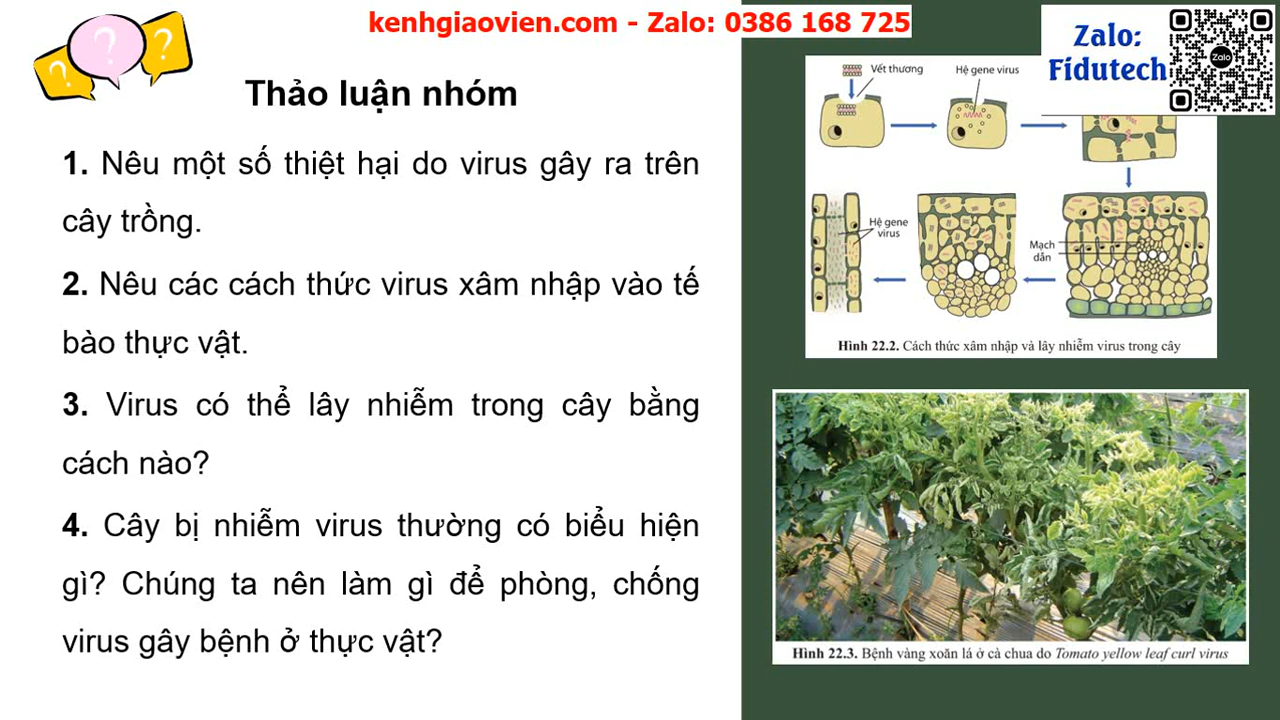 kenhgiaovien.com - Zalo: 0386 168 725
Zalo:
Fidutech
Zalo
Thảo luận nhóm
1. Nêu một số thiệt hại do virus gây ra trên
cây trồng.
2. Nêu các cách thức virus xâm nhập vào tế
bào thực vật.
3. Virus có thể lây nhiễm trong cây bằng
cách nào?
4. Cây bị nhiễm virus thường có biểu hiện
gì? Chúng ta nên làm gì để phòng, chống
virus gây bệnh ở thực vật?
Vết thương
Hệ gene virus
Hệ gene
virus
Mạch
dẫn
Hình 22.2. Cách thức xâm nhập và lây nhiễm virus trong cây
Hình 22.3. Bệnh vàng xoăn lá ở cà chua do Tomato yellow leaf curl virus